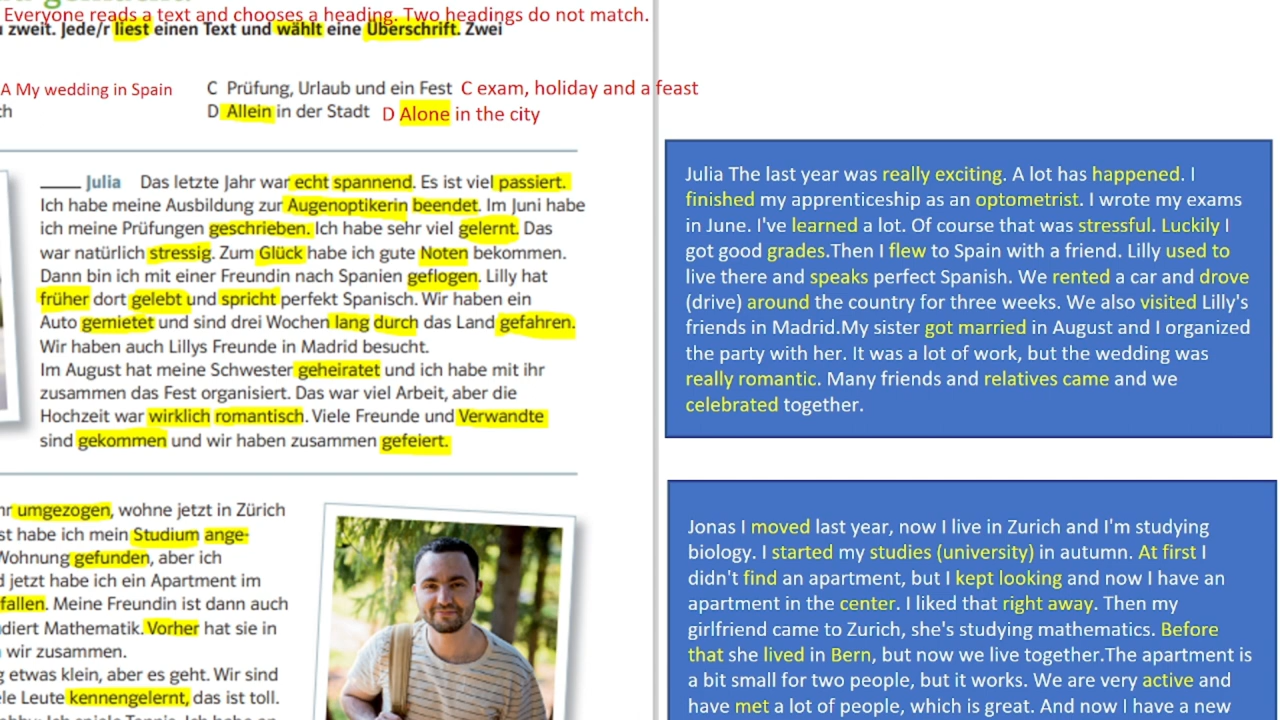 Everyone reads a text and chooses a heading. Two headings do not match.
zweit. Jede/r liest einen Text und wählt eine Überschrift. Zwei
A My wedding in Spain
C Prüfung, Urlaub und ein Fest C exam, holiday and a feast
D Allein in der Stadt D Alone in the city
Julia Das letzte Jahr war echt spannend. Es ist viel passiert.
Ich habe meine Ausbildung zur Augenoptikerin beendet. Im Juni habe
ich meine Prüfungen geschrieben. Ich habe sehr viel gelernt. Das
war natürlich stressig. Zum Glück habe ich gute Noten bekommen.
Dann bin ich mit einer Freundin nach Spanien geflogen. Lilly hat
früher dort gelebt und spricht perfekt Spanisch. Wir haben ein
Auto gemietet und sind drei Wochen lang durch das Land gefahren.
Wir haben auch Lillys Freunde in Madrid besucht.
Im August hat meine Schwester geheiratet und ich habe mit ihr
zusammen das Fest organisiert. Das war viel Arbeit, aber die
Hochzeit war wirklich romantisch. Viele Freunde und Verwandte
sind gekommen und wir haben zusammen gefeiert.
Julia The last year was really exciting. A lot has happened. I
finished my apprenticeship as an optometrist. I wrote my exams
in June. I've learned a lot. Of course that was stressful. Luckily I
got good grades.Then I flew to Spain with a friend. Lilly used to
live there and speaks perfect Spanish. We rented a car and drove
(drive) around the country for three weeks. We also visited Lilly's
friends in Madrid.My sister got married in August and I organized
the party with her. It was a lot of work, but the wedding was
really romantic. Many friends and relatives came and we
celebrated together.
umgezogen, wohne jetzt in Zürich
habe ich mein Studium ange-
Wohnung gefunden, aber ich
jetzt habe ich ein Apartment im
fallen. Meine Freundin ist dann auch
diert Mathematik. Vorher hat sie in
wir zusammen.
etwas klein, aber es geht. Wir sind
Leute kennengelernt, das ist toll.
Ich spiele Tennis. Ich habe
Jonas I moved last year, now I live in Zurich and I'm studying
biology. I started my studies (university) in autumn. At first I
didn't find an apartment, but I kept looking and now I have an
apartment in the center. I liked that right away. Then my
girlfriend came to Zurich, she's studying mathematics. Before
that she lived in Bern, but now we live together.The apartment is
a bit small for two people, but it works. We are very active and
have met a lot of people, which is great. And now I have a new